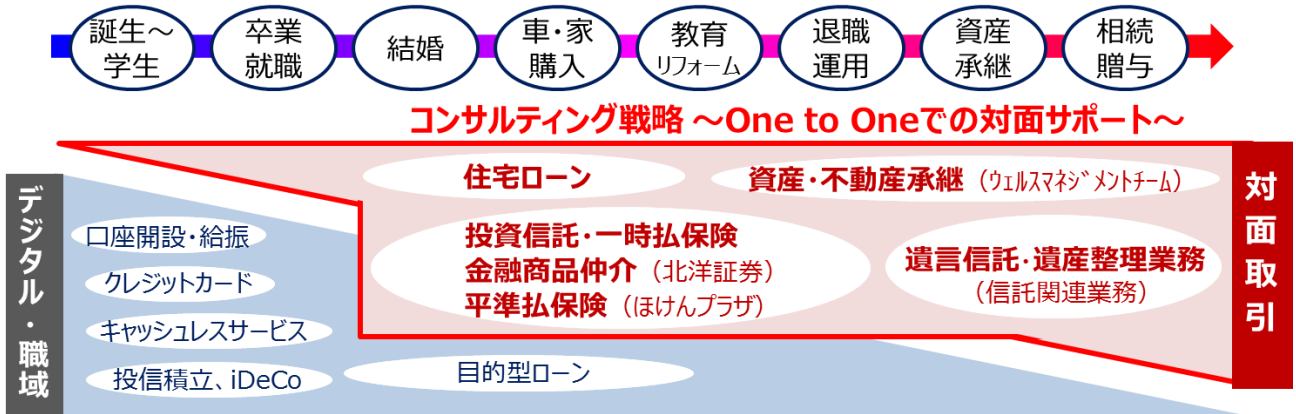 誕生～
学生
卒業
就職
結婚
車・家
購入
教育
リフォーム
退職
運用
資産
承継
相続
贈与
コンサルティング戦略 ～One to Oneでの対面サポート～
デジタル・職域
口座開設・給振
クレジットカード
キャッシュレスサービス
投信積立、iDeCo
住宅ローン
資産・不動産承継（ウェルスマネジメントチーム）
投資信託・一時払保険
金融商品仲介（北洋証券）
平準払保険（ほけんプラザ）
遺言信託・遺産整理業務
（信託関連業務）
目的型ローン
対面取引